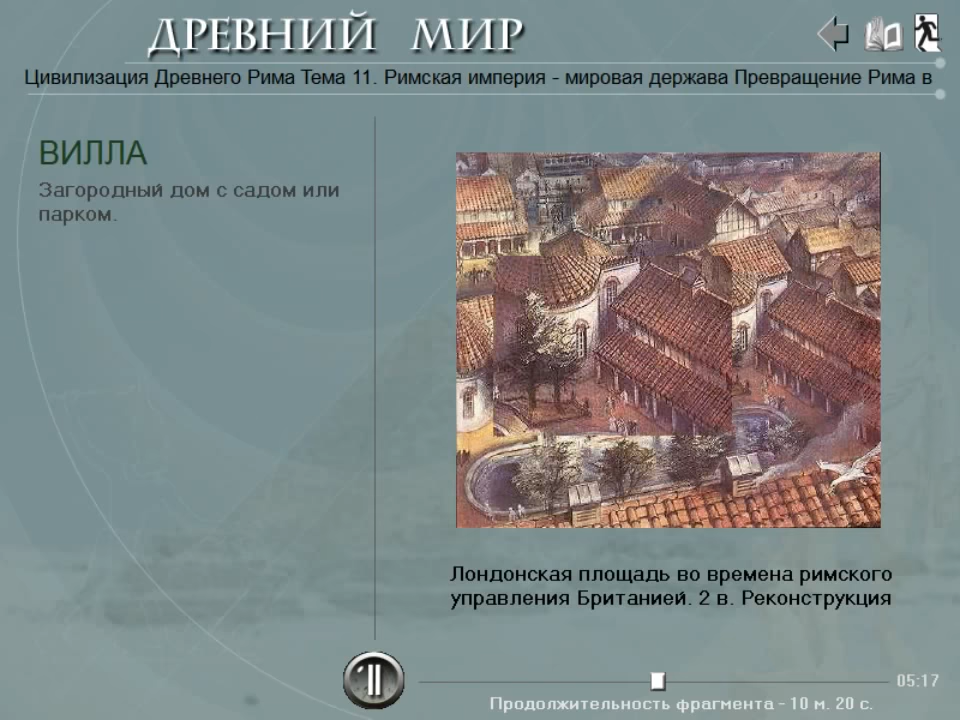 ДРЕВНИЙ МИР
Цивилизация Древнего Рима Тема 11. Римская империя - мировая держава Превращение Рима в
ВИЛЛА
Загородный дом с садом или
парком.
Лондонская площадь во времена римского
управления Британией. 2 в. Реконструкция
05:17
Продолжительность фрагмента - 10 м. 20 с.